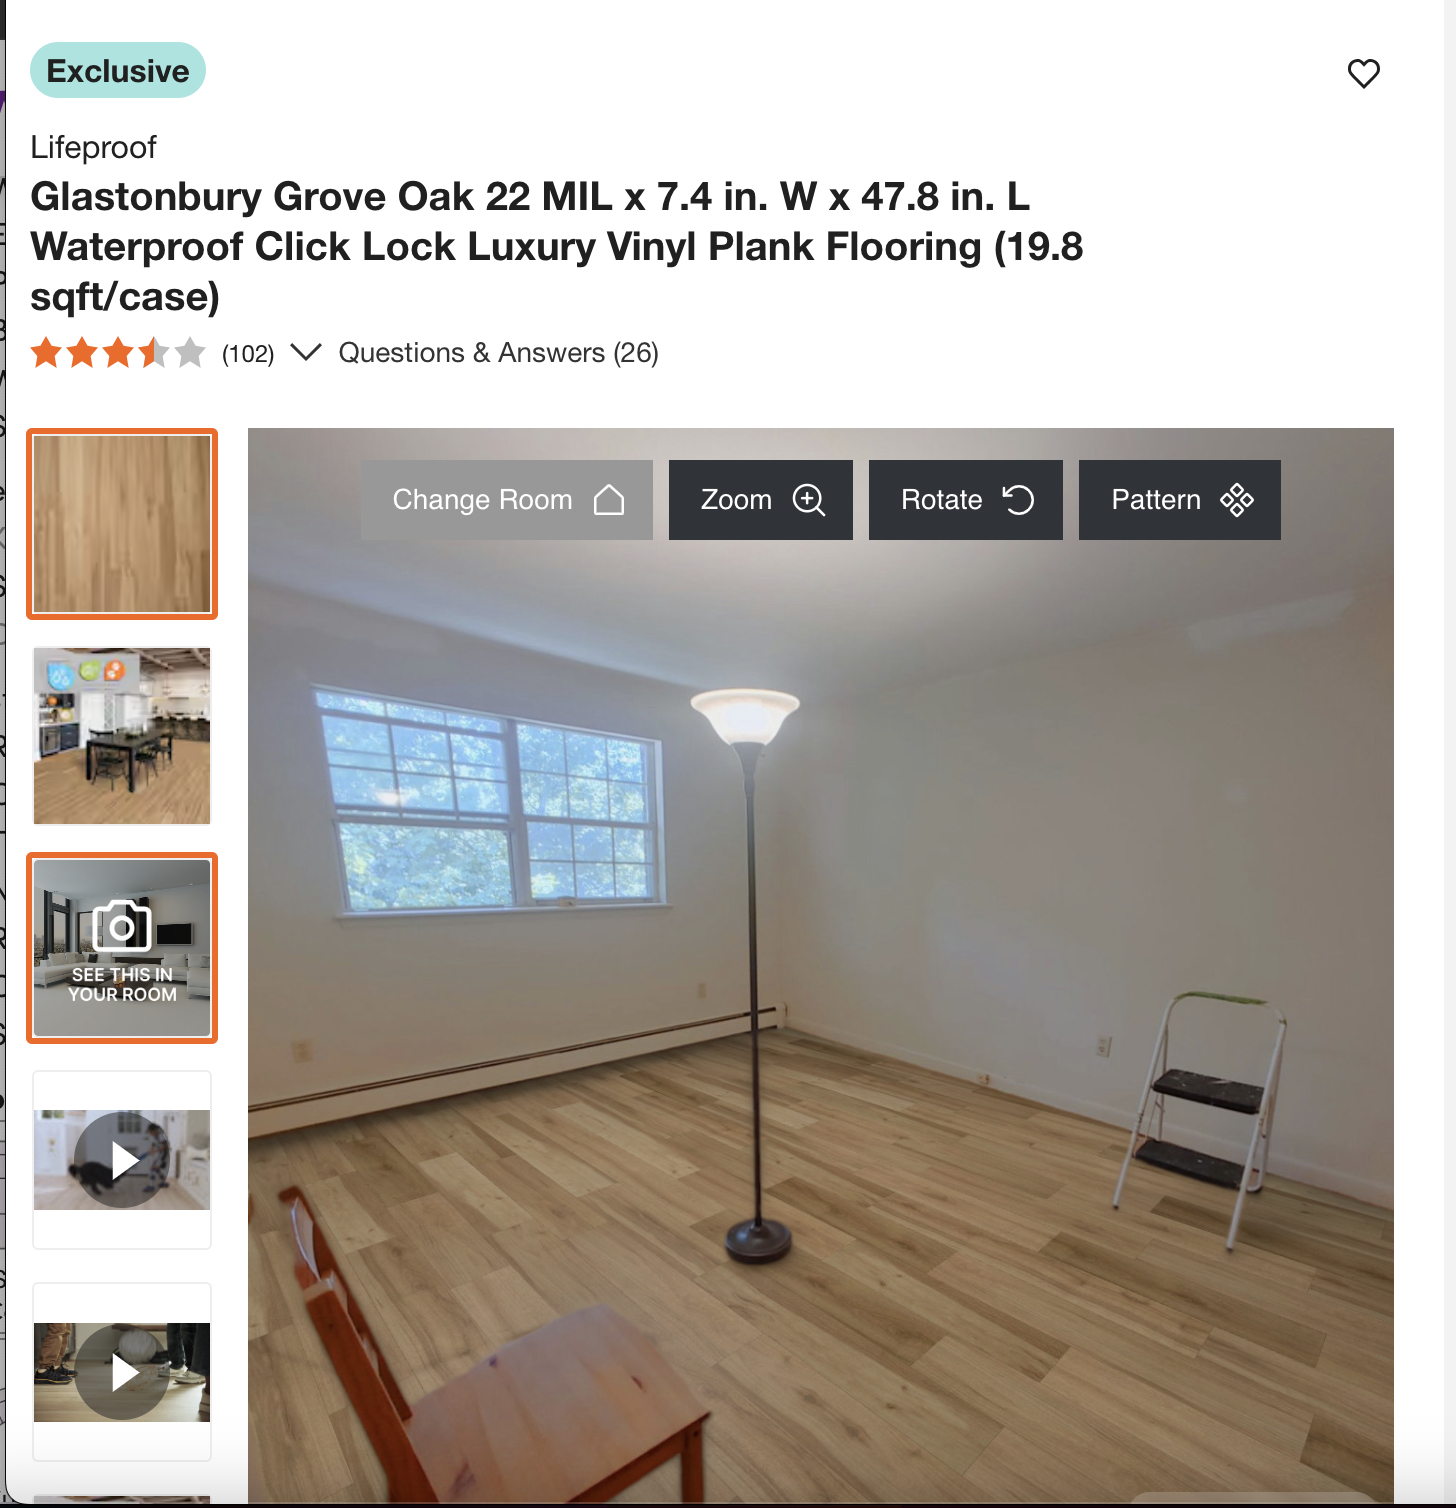 Exclusive
Lifeproof
Glastonbury Grove Oak 22 MIL x 7.4 in. W x 47.8 in. L
Waterproof Click Lock Luxury Vinyl Plank Flooring (19.8
sqft/case)
(102)
Questions & Answers (26)
Change Room
Zoom
Rotate
Pattern
SEE THIS IN
YOUR ROOM